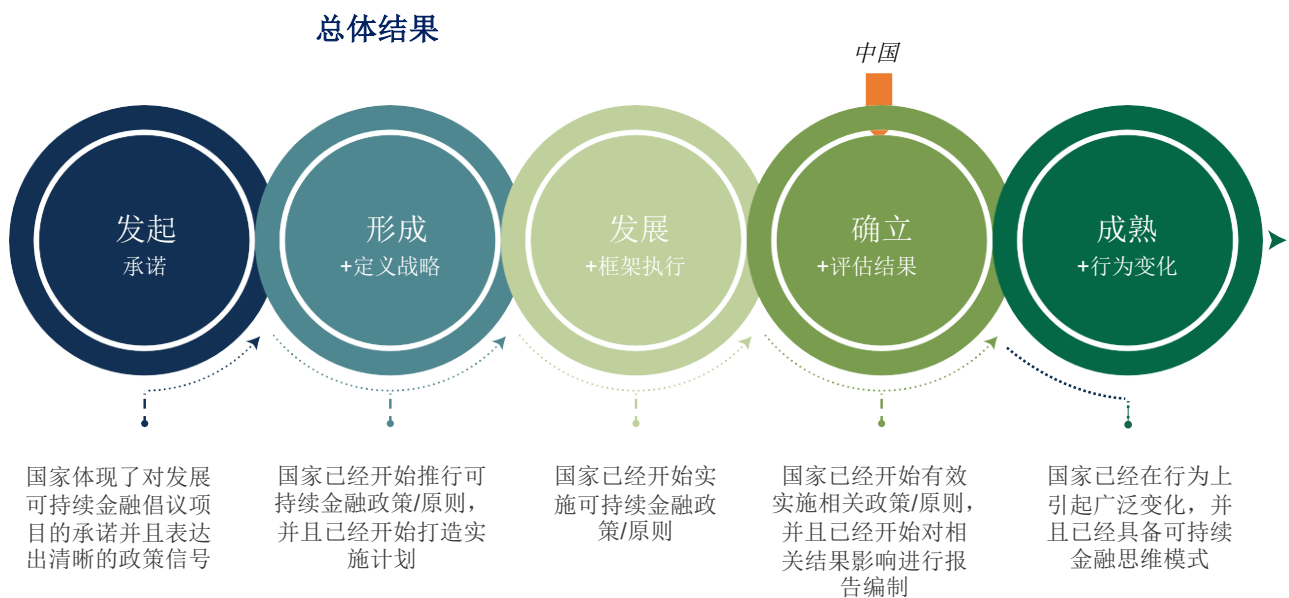 总体结果
中国
发起
承诺
形成
+定义战略
发展
+框架执行
确立
+评估结果
成熟
+行为变化
国家体现了对发展
可持续金融倡议项
目的承诺并且表达
出清晰的政策信号
国家已经开始推行可
持续金融政策/原则，
并且已经开始打造实
施计划
国家已经开始实
施可持续金融政
策/原则
国家已经开始有效
实施相关政策/原则，
并且已经开始对相
关结果影响进行报
告编制
国家已经在行为上
引起广泛变化，并
且已经具备可持续
金融思维模式